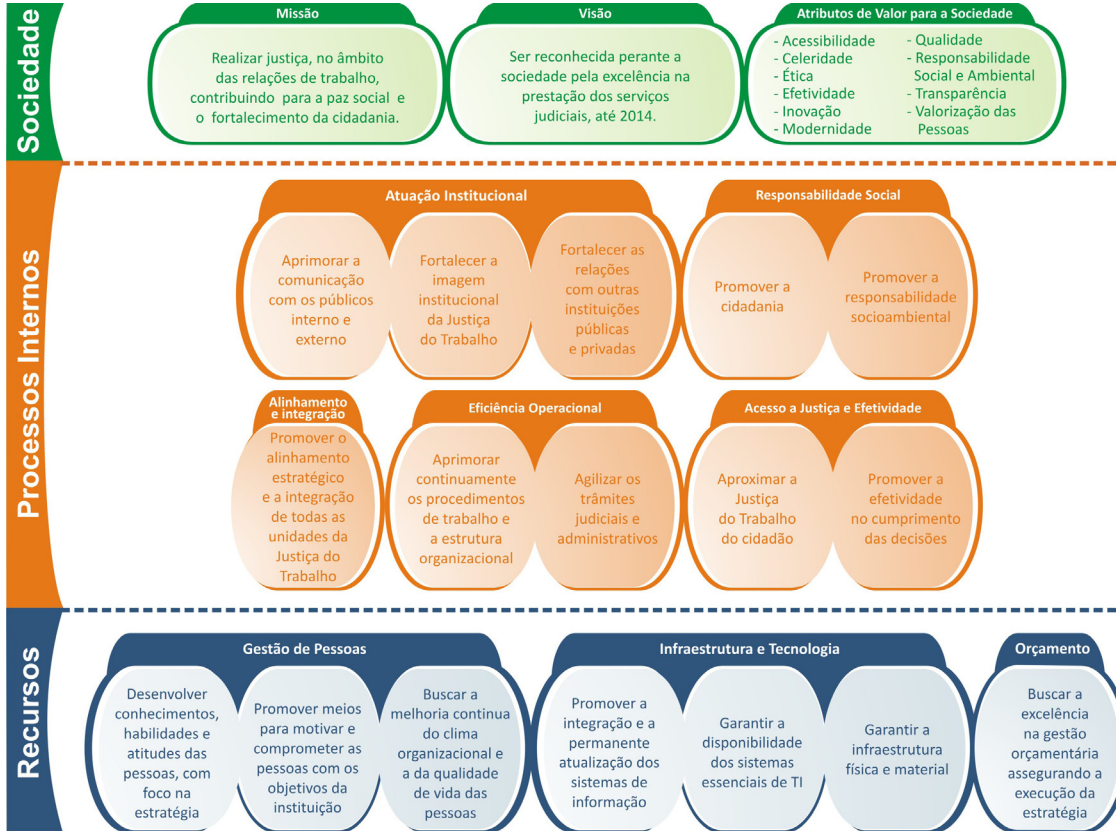 Sociedade
Missão
Realizar justiça, no âmbito
das relações de trabalho,
contribuindo para a paz social e
o fortalecimento da cidadania.
Visão
Ser reconhecida perante a
sociedade pela excelência na
prestação dos serviços
judiciais, até 2014.
Atributos de Valor para a Sociedade
- Acessibilidade
- Celeridade
- Ética
- Efetividade
- Inovação
- Modernidade
- Qualidade
- Responsabilidade
Social e Ambiental
- Transparência
- Valorização das
Pessoas
Processos Internos
Atuação Institucional
Aprimorar a
comunicação
com os públicos
interno e
externo
Fortalecer a
imagem
institucional
da Justiça
do Trabalho
Fortalecer as
relações
com outras
instituições
públicas
e privadas
Responsabilidade Social
Promover a
cidadania
Promover a
responsabilidade
socioambiental
Alinhamento
e integração
Promover o
alinhamento
estratégico
e a integração
de todas as
unidades da
Justiça do
Trabalho
Eficiência Operacional
Aprimorar
continuamente
os procedimentos
de trabalho e
a estrutura
organizacional
Agilizar os
trâmites
judiciais e
administrativos
Acesso a Justiça e Efetividade
Aproximar a
Justiça
do Trabalho
do cidadão
Promover a
efetividade
no cumprimento
das decisões
Recursos
Gestão de Pessoas
Desenvolver
conhecimentos,
habilidades e
atitudes das
pessoas, com
foco na
estratégia
Promover meios
para motivar e
comprometer as
pessoas com os
objetivos da
instituição
Buscar a
melhoria continua
do clima
organizacional e
a da qualidade
de vida das
pessoas
Infraestrutura e Tecnologia
Promover a
integração e a
permanente
atualização dos
sistemas de
informação
Garantir a
disponibilidade
dos sistemas
essenciais de TI
Garantir a
infraestrutura
física e material
Orçamento
Buscar a
excelência
na gestão
orçamentária
assegurando a
execução da
estratégia